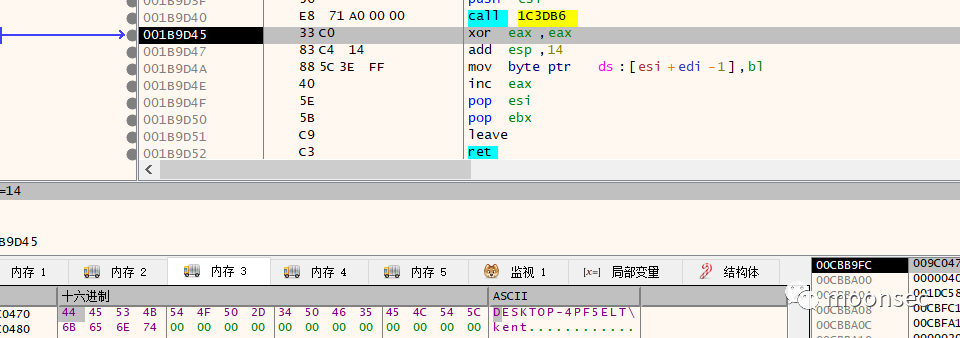 push esi
001B9D40 E8 71 A0 00 00 call 1C3DB6
001B9D45 33 C0 xor eax,eax
001B9D47 83 C4 14 add esp,14
001B9D4A 88 5C 3E FF mov byte ptr ds:[esi+edi-1],bl
001B9D4E 40 inc eax
001B9D4F 5E pop esi
001B9D50 5B pop ebx
001B9D51 C9 leave
001B9D52 C3 ret
=14
B9D45
内存 1 内存 2 内存 3 内存 4 内存 5 监视 1 [x=] 局部变量 结构体
十六进制 ASCII
C0470 44 45 53 4B 54 4F 50 2D 34 50 46 35 45 4C 54 5C DESKTOP-4PF5ELT\
C0480 6B 65 6E 74 00 00 00 00 00 00 00 00 00 00 00 00 kent............
00CBB9FC 009C047
00CBBA00 0000040
001DC58
00CBBA08 00CBFC1
00CBBA0C 00CBFA1
moonsec